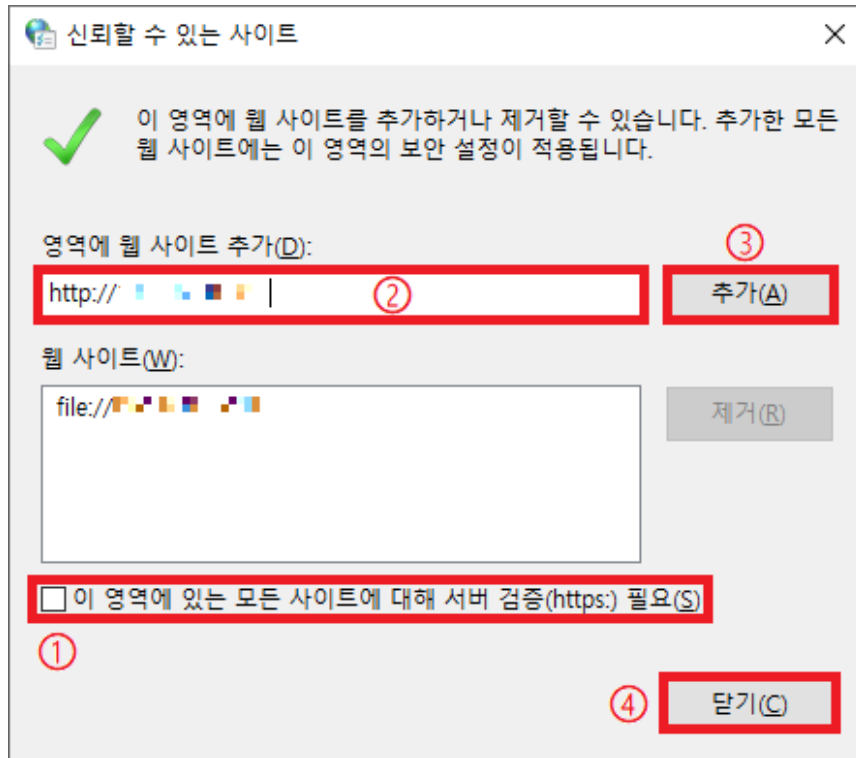 신뢰할 수 있는 사이트
이 영역에 웹 사이트를 추가하거나 제거할 수 있습니다. 추가한 모든
웹 사이트에는 이 영역의 보안 설정이 적용됩니다.
영역에 웹 사이트 추가(D):
③
http://
②
추가(A)
웹 사이트(W):
file://
제거(R)
이 영역에 있는 모든 사이트에 대해 서버 검증(https:) 필요(S)
①
④
닫기(C)